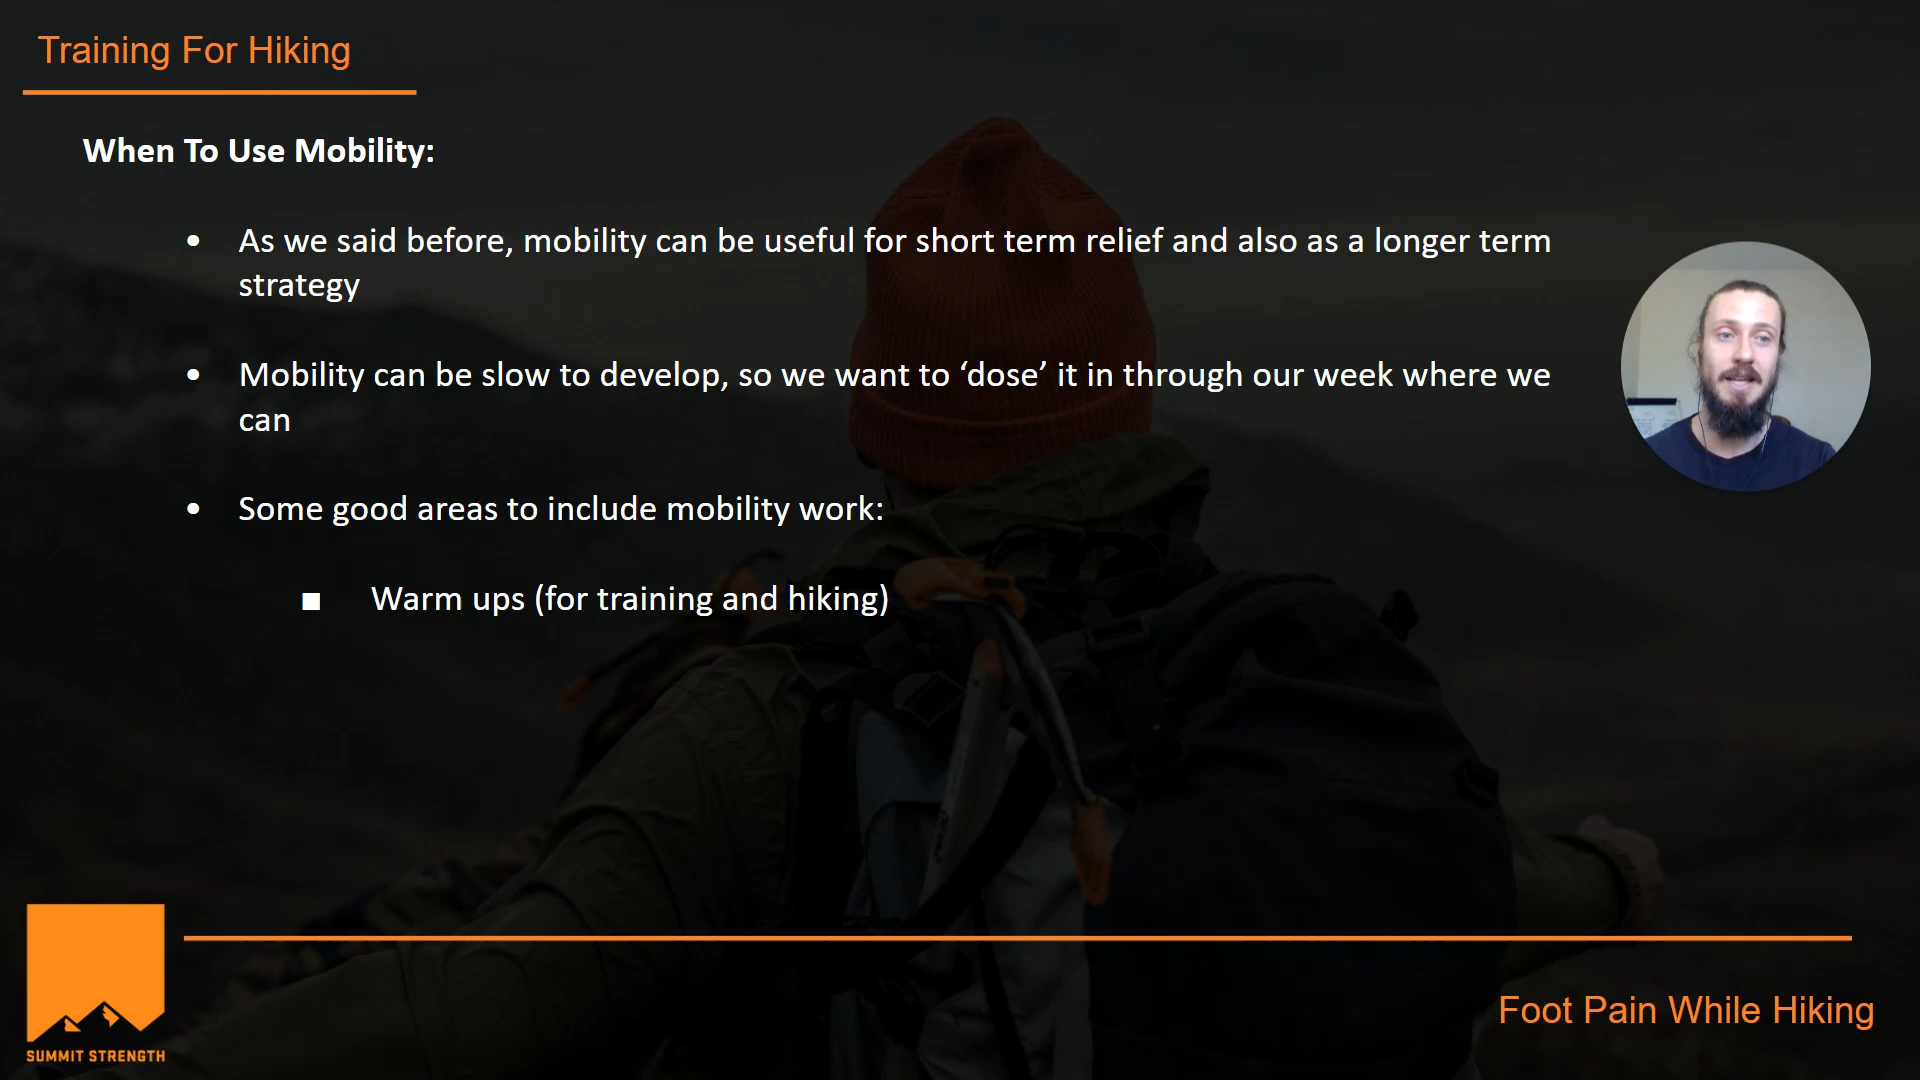 Training For Hiking
When To Use Mobility:
• As we said before, mobility can be useful for short term relief and also as a longer term
strategy
• Mobility can be slow to develop, so we want to ‘dose’ it in through our week where we
can
• Some good areas to include mobility work:
■ Warm ups (for training and hiking)
SUMMIT STRENGTH
Foot Pain While Hiking